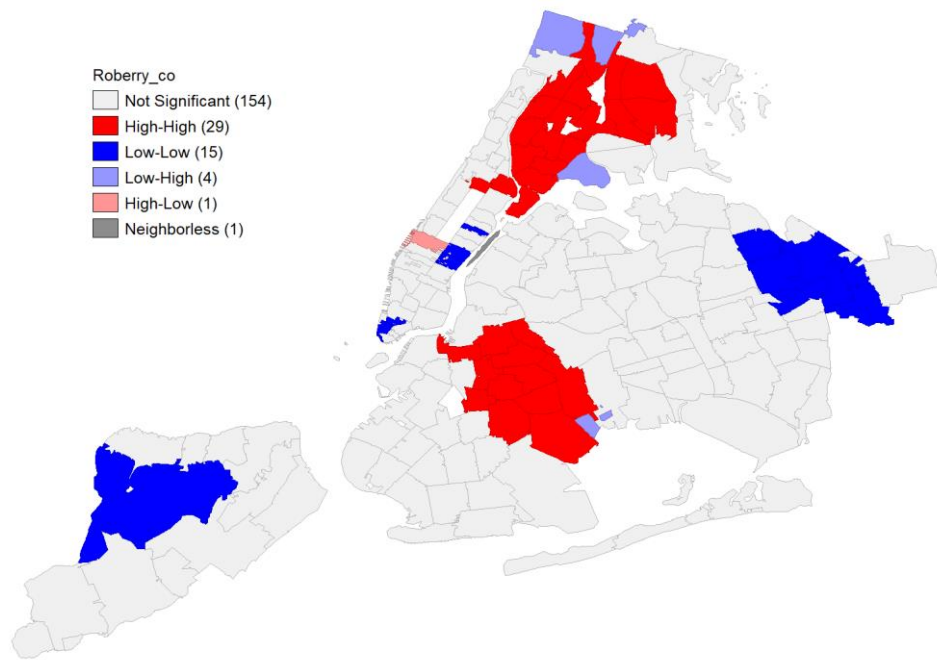 Roberry_co
Not Significant (154)
High-High (29)
Low-Low (15)
Low-High (4)
High-Low (1)
Neighborless (1)